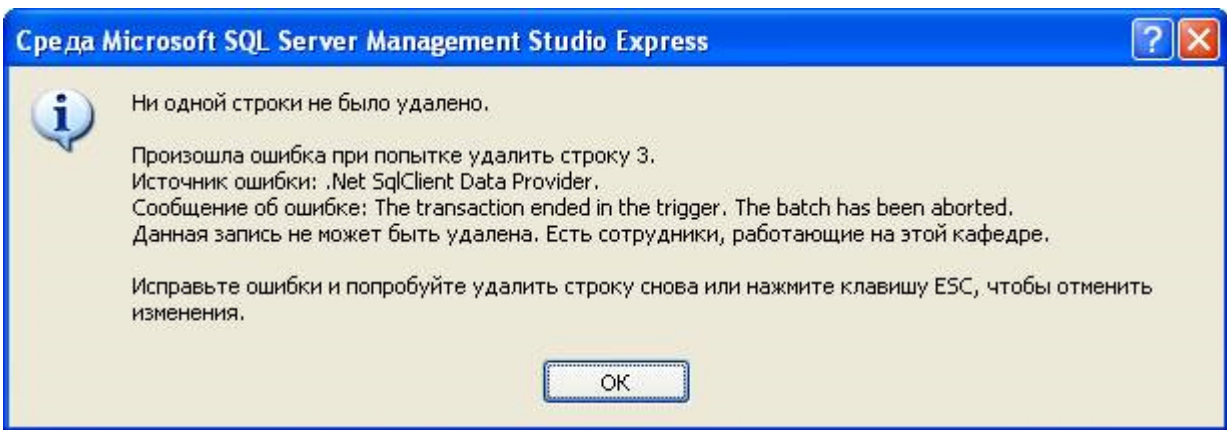 Среда Microsoft SQL Server Management Studio Express
Ни одной строки не было удалено.
Произошла ошибка при попытке удалить строку 3.
Источник ошибки: .Net SqlClient Data Provider.
Сообщение об ошибке: The transaction ended in the trigger. The batch has been aborted.
Данная запись не может быть удалена. Есть сотрудники, работающие на этой кафедре.
Исправьте ошибки и попробуйте удалить строку снова или нажмите клавишу ESC, чтобы отменить
изменения.
ОК